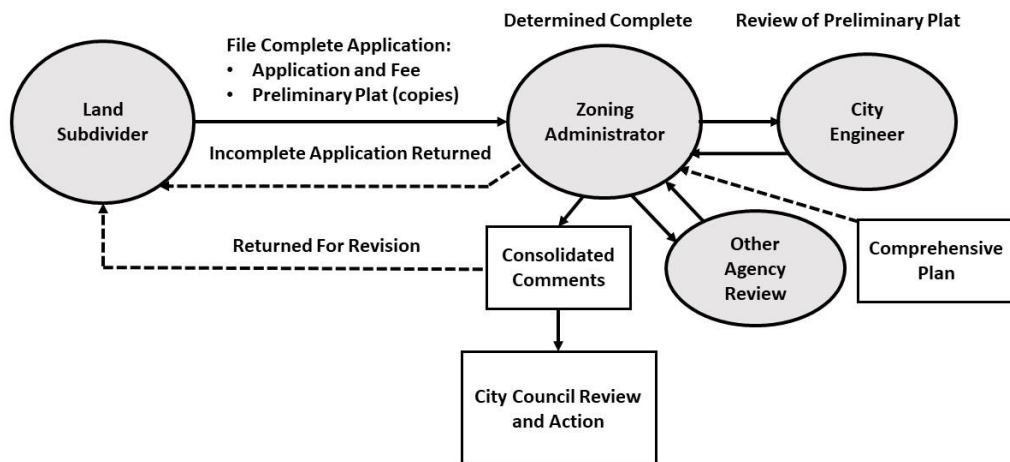 Determined Complete
Review of Preliminary Plat
File Complete Application:
• Application and Fee
• Preliminary Plat (copies)
Land
Subdivider
Zoning
Administrator
City
Engineer
Incomplete Application Returned
Returned For Revision
Consolidated
Comments
Other
Agency
Review
Comprehensive
Plan
City Council Review
and Action